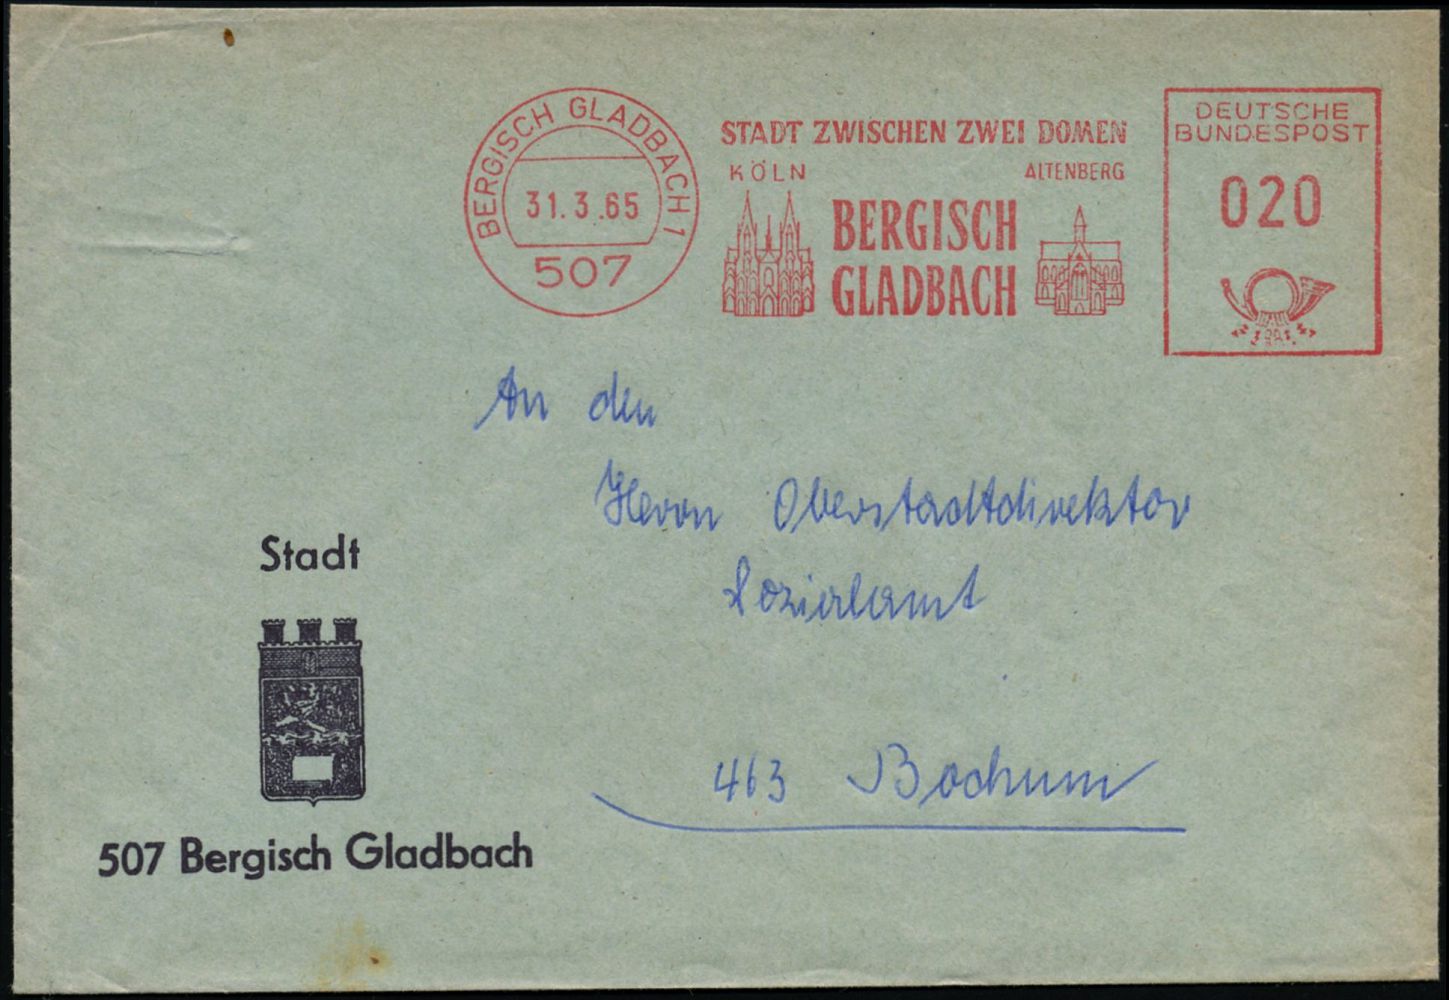 BERGISCH GLADBACH 1
31.3.65
507
STADT ZWISCHEN ZWEI DOMEN
KÖLN ALTENBERG
BERGISCH
GLADBACH
DEUTSCHE
BUNDESPOST
020
An den
Herrn Oberstadtdirektor
Sozialamt
463 Bochum
Stadt
507 Bergisch Gladbach